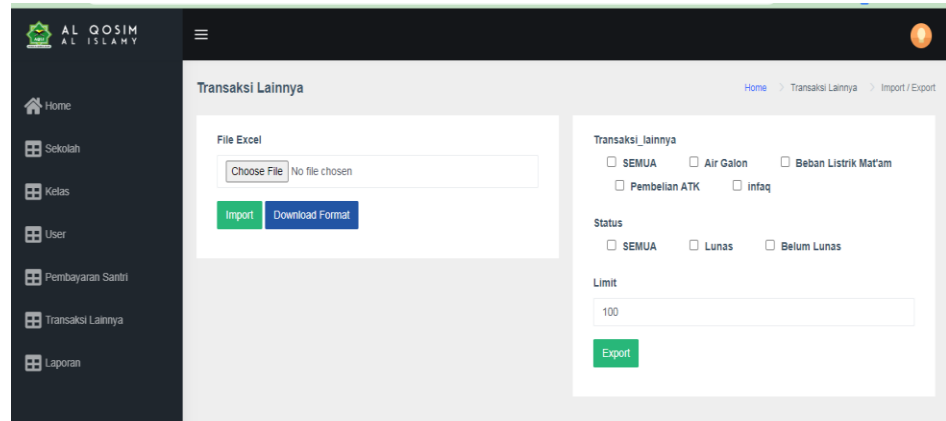 AL QOSIM
AL ISLAMY
Home
Sekolah
Kelas
User
Pembayaran Santri
Transaksi Lainnya
Laporan
Transaksi Lainnya
Home > Transaksi Lainnya > Import / Export
File Excel
Choose File No file chosen
Import Download Format
Transaksi_lainnya
SEMUA Air Galon Beban Listrik Mat'am
Pembelian ATK infaq
Status
SEMUA Lunas Belum Lunas
Limit
100
Export